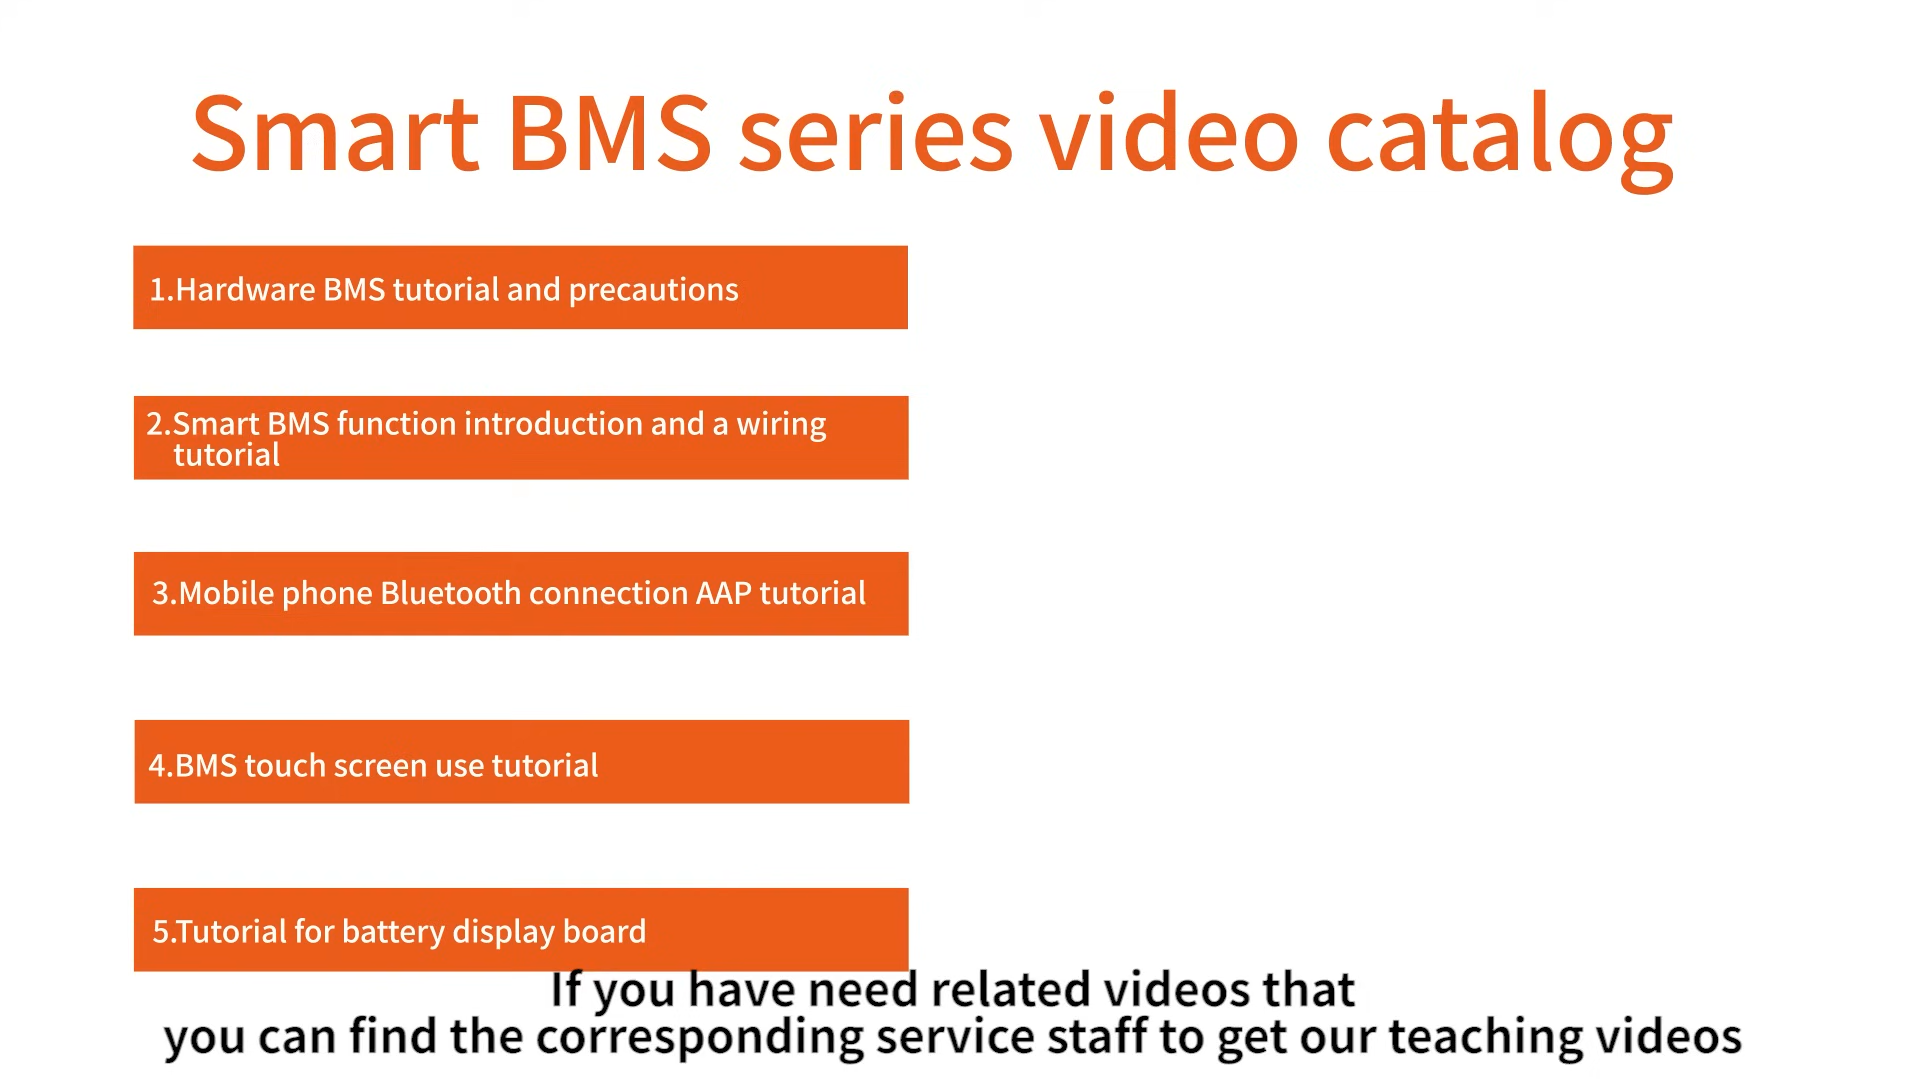 Smart BMS series video catalog
1.Hardware BMS tutorial and precautions
2.Smart BMS function introduction and a wiring
tutorial
3.Mobile phone Bluetooth connection AAP tutorial
4.BMS touch screen use tutorial
5.Tutorial for battery display board
If you have need related videos that
you can find the corresponding service staff to get our teaching videos